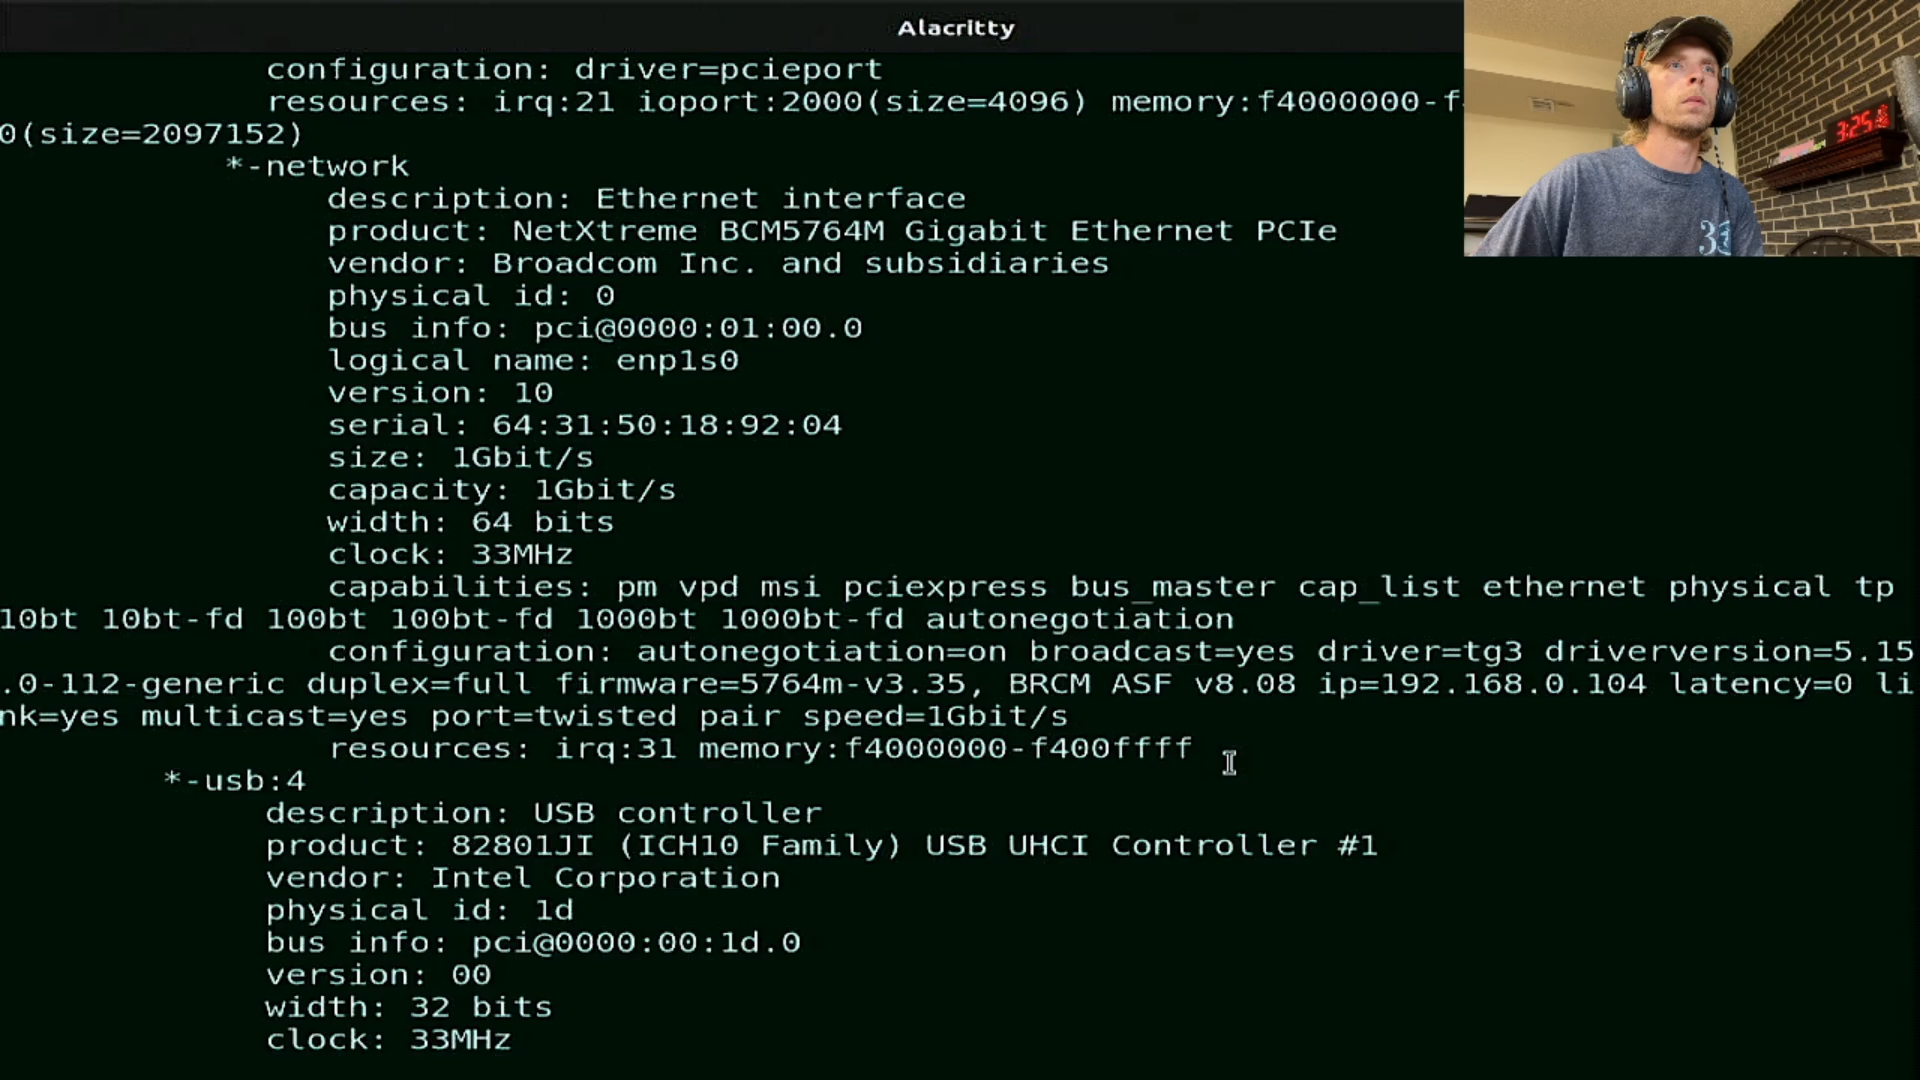 Alacritty
configuration: driver=pcieport
resources: irq:21 ioport:2000(size=4096) memory:f4000000-f
0(size=2097152)
*-network
description: Ethernet interface
product: NetXtreme BCM5764M Gigabit Ethernet PCIe
vendor: Broadcom Inc. and subsidiaries
physical id: 0
bus info: pci@0000:01:00.0
logical name: enp1s0
version: 10
serial: 64:31:50:18:92:04
size: 1Gbit/s
capacity: 1Gbit/s
width: 64 bits
clock: 33MHz
capabilities: pm vpd msi pciexpress bus_master cap_list ethernet physical tp
10bt 10bt-fd 100bt 100bt-fd 1000bt 1000bt-fd autonegotiation
configuration: autonegotiation=on broadcast=yes driver=tg3 driverversion=5.15
.0-112-generic duplex=full firmware=5764m-v3.35, BRCM ASF v8.08 ip=192.168.0.104 latency=0 li
nk=yes multicast=yes port=twisted pair speed=1Gbit/s
resources: irq:31 memory:f4000000-f400ffff
*-usb:4
description: USB controller
product: 82801JI (ICH10 Family) USB UHCI Controller #1
vendor: Intel Corporation
physical id: 1d
bus info: pci@0000:00:1d.0
version: 00
width: 32 bits
clock: 33MHz
3:25